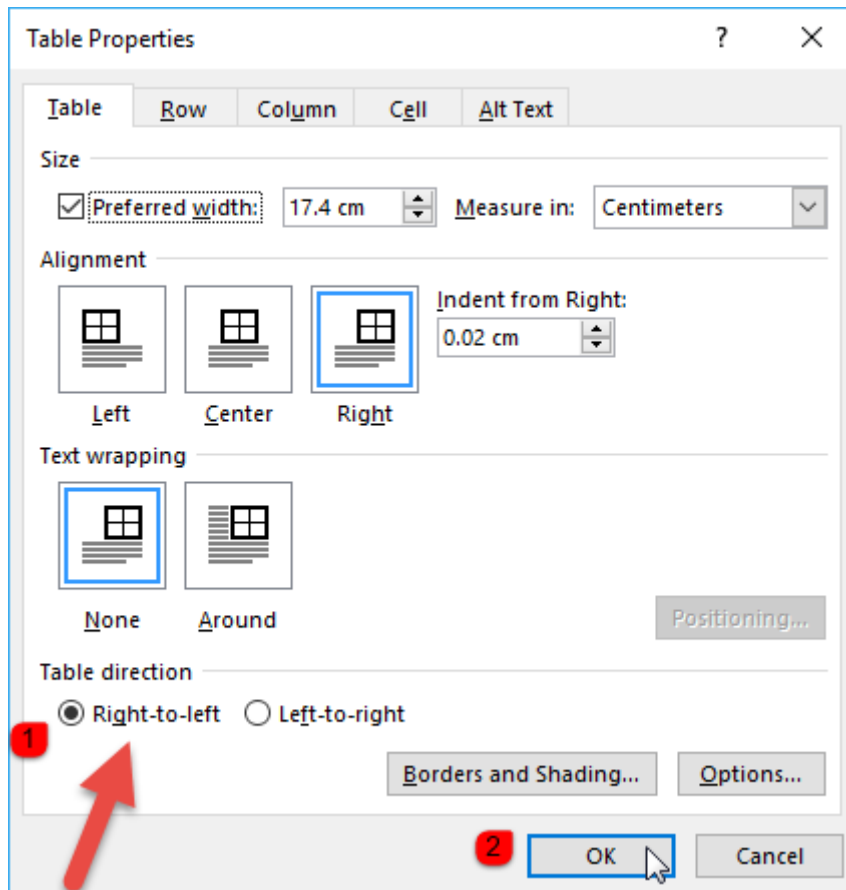 Table Properties ?
Table Row Column Cell Alt Text
Size
Preferred width: 17.4 cm Measure in: Centimeters
Alignment
Indent from Right:
0.02 cm
Left Center Right
Text wrapping
None Around
Positioning...
Table direction
Right-to-left Left-to-right
1
Borders and Shading... Options...
2 OK Cancel